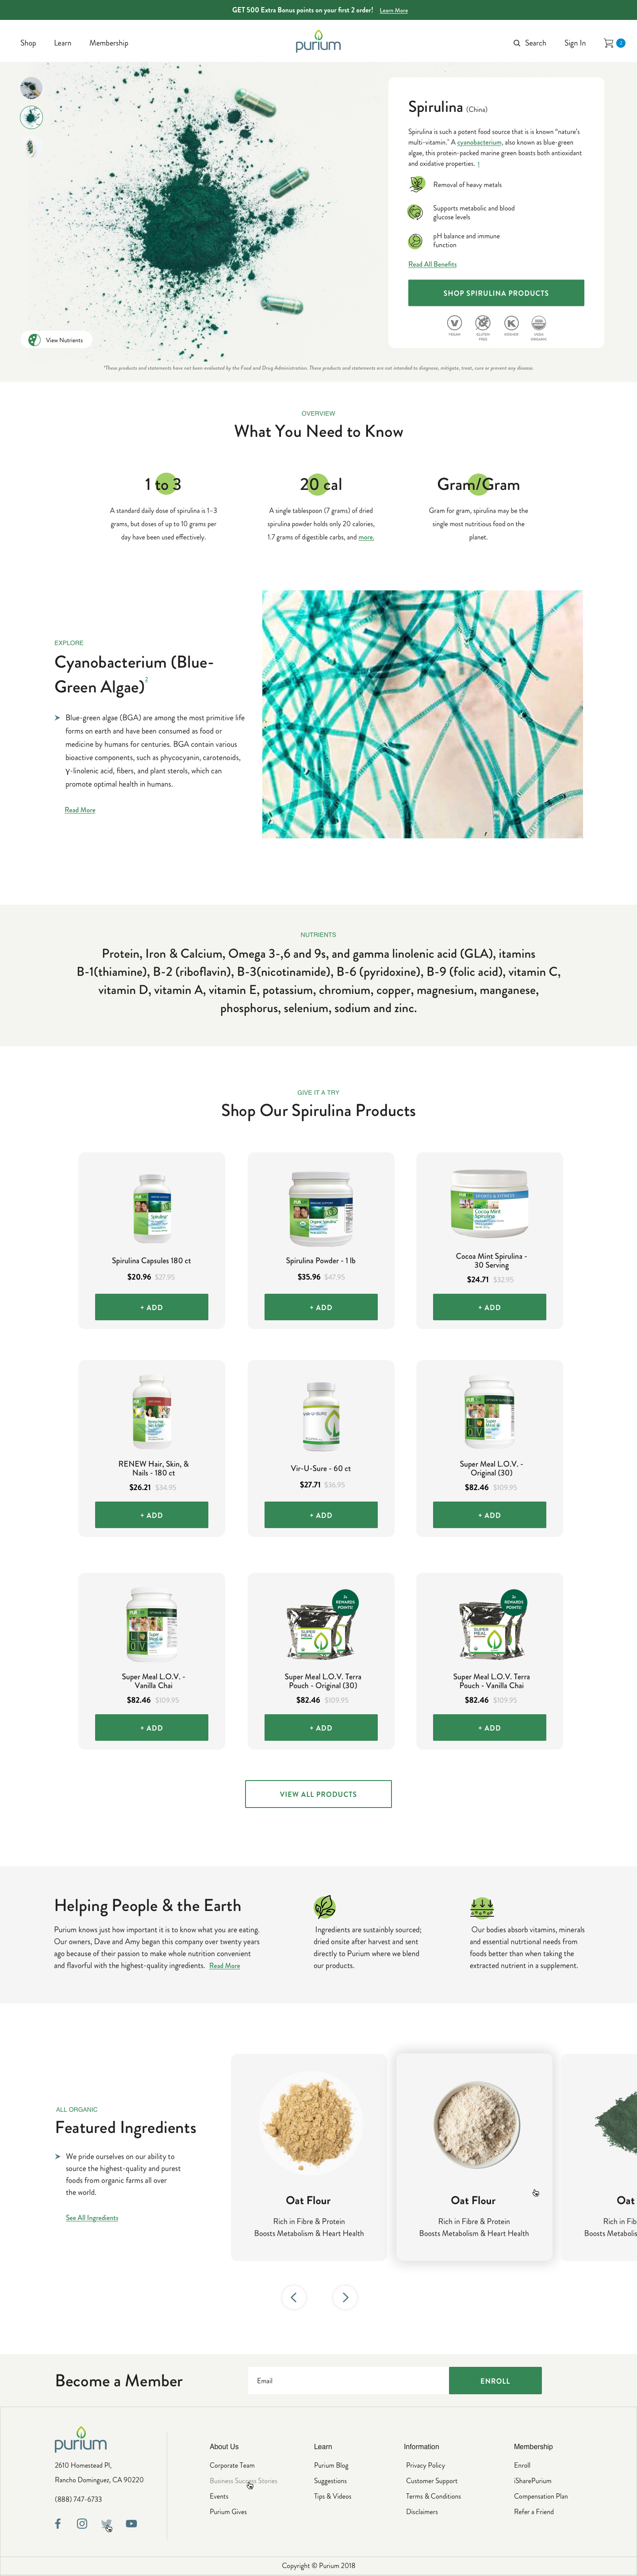 GET 500 Extra Bonus points on your first 2 order! Learn More
Shop Learn Membership
purium
Search Sign In
Spirulina (China)
Spirulina is such a potent food source that is is known "nature's
multi-vitamin." A cyanobacterium, also known as blue-green
algae, this protein-packed marine green boasts both antioxidant
and oxidative properties. 1
Removal of heavy metals
Supports metabolic and blood
glucose levels
pH balance and immune
function
Read All Benefits
SHOP SPIRULINA PRODUCTS
VEGAN
GLUTEN
FREE
KOSHER
USDA
ORGANIC
View Nutrients
*These products and statements have not been evaluated by the Food and Drug Administration. These products and statements are not intended to diagnose, mitigate, treat, cure or prevent any disease.
OVERVIEW
What You Need to Know
1 to 3
A standard daily dose of spirulina is 1–3
grams, but doses of up to 10 grams per
day have been used effectively.
20 cal
A single tablespoon (7 grams) of dried
spirulina powder holds only 20 calories,
1.7 grams of digestible carbs, and more.
Gram/Gram
Gram for gram, spirulina may be the
single most nutritious food on the
planet.
EXPLORE
Cyanobacterium (Blue-
Green Algae) 2
Blue-green algae (BGA) are among the most primitive life
forms on earth and have been consumed as food or
medicine by humans for centuries. BGA contain various
bioactive components, such as phycocyanin, carotenoids,
γ-linolenic acid, fibers, and plant sterols, which can
promote optimal health in humans.
Read More
NUTRIENTS
Protein, Iron & Calcium, Omega 3-,6 and 9s, and gamma linolenic acid (GLA), itamins
B-1(thiamine), B-2 (riboflavin), B-3(nicotinamide), B-6 (pyridoxine), B-9 (folic acid), vitamin C,
vitamin D, vitamin A, vitamin E, potassium, chromium, copper, magnesium, manganese,
phosphorus, selenium, sodium and zinc.
GIVE IT A TRY
Shop Our Spirulina Products
Spirulina Capsules 180 ct
$20.96 $27.95
+ ADD
Spirulina Powder - 1 lb
$35.96 $47.95
+ ADD
SPORTS & FITNESS
Cocoa Mint
Spirulina
Cocoa Mint Spirulina -
30 Serving
$24.71 $32.95
+ ADD
RENEW Hair, Skin, &
Nails - 180 ct
$26.21 $34.95
+ ADD
Vir-U-Sure - 60 ct
$27.71 $36.95
+ ADD
Super Meal L.O.V. -
Original (30)
$82.46 $109.95
+ ADD
Super Meal L.O.V. -
Vanilla Chai
$82.46 $109.95
+ ADD
2x
REWARDS
POINTS!
SUPER
MEAL
Super Meal L.O.V. Terra
Pouch - Original (30)
$82.46 $109.95
+ ADD
2x
REWARDS
POINTS!
SUPER
MEAL
Super Meal L.O.V. Terra
Pouch - Vanilla Chai
$82.46 $109.95
+ ADD
VIEW ALL PRODUCTS
Helping People & the Earth
Purium knows just how important it is to know what you are eating.
Our owners, Dave and Amy began this company over twenty years
ago because of their passion to make whole nutrition convenient
and flavorful with the highest-quality ingredients. Read More
Ingredients are sustainbly sourced;
dried onsite after harvest and sent
directly to Purium where we blend
our products.
Our bodies absorb vitamins, minerals
and essential nutrtional needs from
foods better than when taking the
extracted nutrient in a supplement.
ALL ORGANIC
Featured Ingredients
We pride ourselves on our ability to
source the highest-quality and purest
foods from organic farms all over
the world.
See All Ingredients
Oat Flour
Rich in Fibre & Protein
Boosts Metabolism & Heart Health
Oat Flour
Rich in Fibre & Protein
Boosts Metabolism & Heart Health
Oat
Rich in Fib
Boosts Metabolis
Become a Member
Email
ENROLL
purium
2610 Homestead Pl,
Rancho Dominguez, CA 90220
(888) 747-6733
About Us
Corporate Team
Business Success Stories
Events
Purium Gives
Learn
Purium Blog
Suggestions
Tips & Videos
Information
Privacy Policy
Customer Support
Terms & Conditions
Disclaimers
Membership
Enroll
iSharePurium
Compensation Plan
Refer a Friend
Copyright © Purium 2018